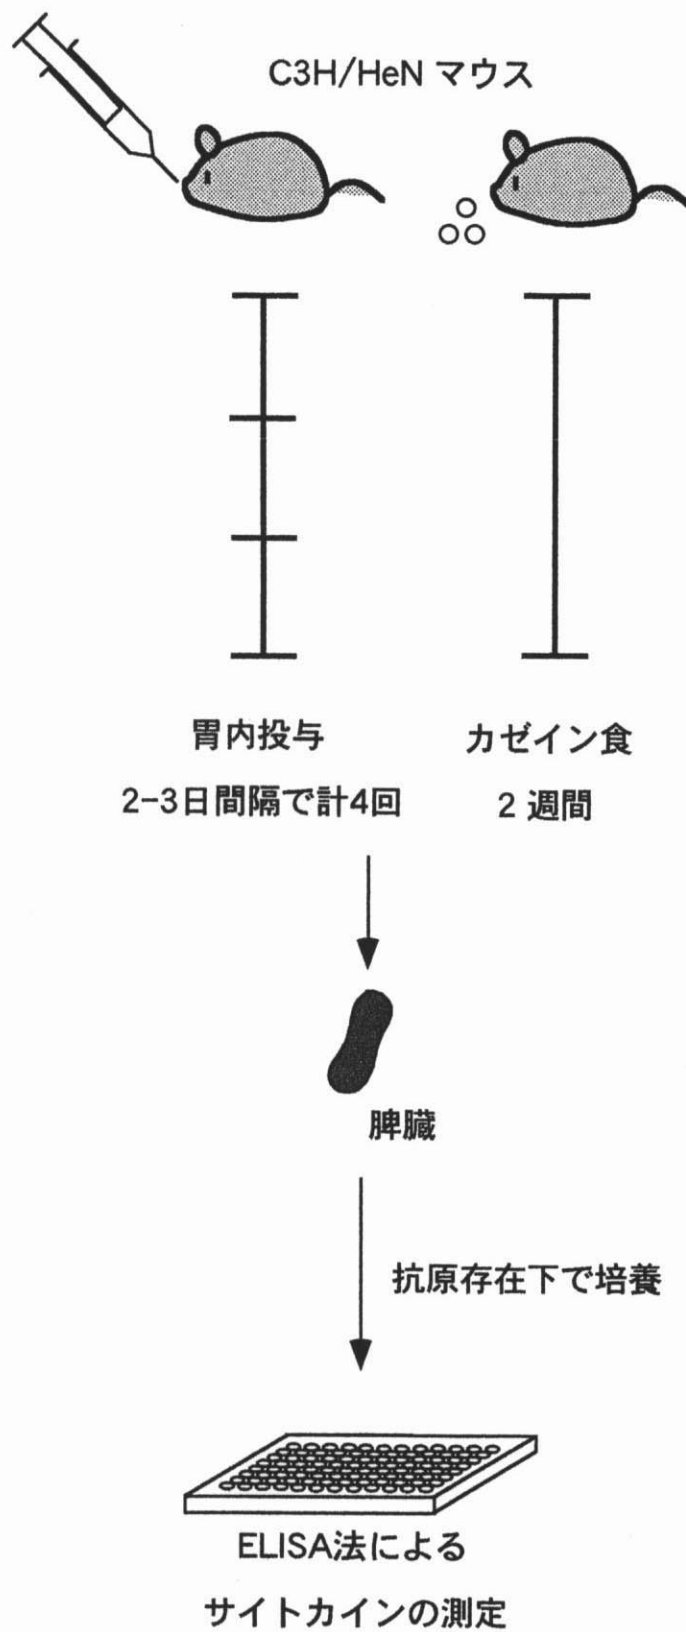 C3H/HeN マウス
胃内投与
カゼイン食
2-3日間隔で計4回
2 週間
脾臓
抗原存在下で培養
ELISA法による
サイトカインの測定